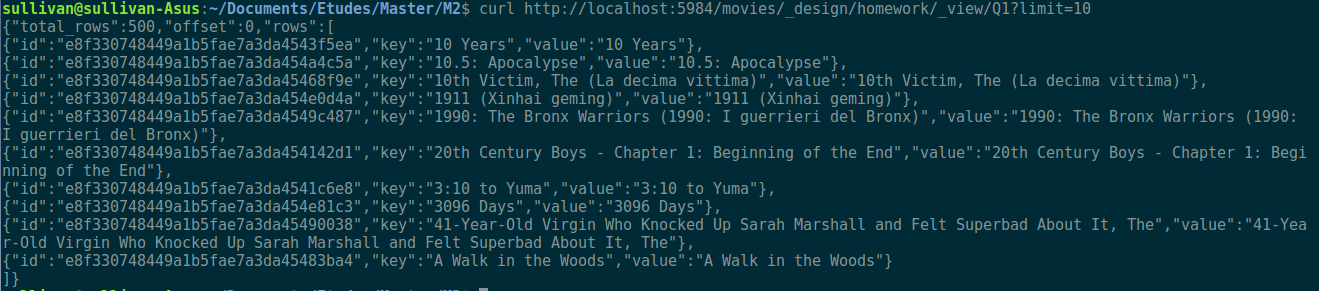 sullivan@sullivan-Asus:~/Documents/Etudes/Master/M2$ curl http://localhost:5984/movies/_design/homework/_view/Q1?limit=10
{"total_rows":500,"offset":0,"rows":[
{"id":"e8f330748449a1b5fae7a3da4543f5ea","key":"10 Years","value":"10 Years"},
{"id":"e8f330748449a1b5fae7a3da454a4c5a","key":"10.5: Apocalypse","value":"10.5: Apocalypse"},
{"id":"e8f330748449a1b5fae7a3da45468f9e","key":"10th Victim, The (La decima vittima)","value":"10th Victim, The (La decima vittima)"},
{"id":"e8f330748449a1b5fae7a3da454e0d4a","key":"1911 (Xinhai geming)","value":"1911 (Xinhai geming)"},
{"id":"e8f330748449a1b5fae7a3da4549c487","key":"1990: The Bronx Warriors (1990: I guerrieri del Bronx)","value":"1990: The Bronx Warriors (1990:
I guerrieri del Bronx)"},
{"id":"e8f330748449a1b5fae7a3da454142d1","key":"20th Century Boys - Chapter 1: Beginning of the End","value":"20th Century Boys - Chapter 1: Begi
nning of the End"},
{"id":"e8f330748449a1b5fae7a3da4541c6e8","key":"3:10 to Yuma","value":"3:10 to Yuma"},
{"id":"e8f330748449a1b5fae7a3da454e81c3","key":"3096 Days","value":"3096 Days"},
{"id":"e8f330748449a1b5fae7a3da45490038","key":"41-Year-Old Virgin Who Knocked Up Sarah Marshall and Felt Superbad About It, The","value":"41-Yea
r-Old Virgin Who Knocked Up Sarah Marshall and Felt Superbad About It, The"},
{"id":"e8f330748449a1b5fae7a3da45483ba4","key":"A Walk in the Woods","value":"A Walk in the Woods"}
]}